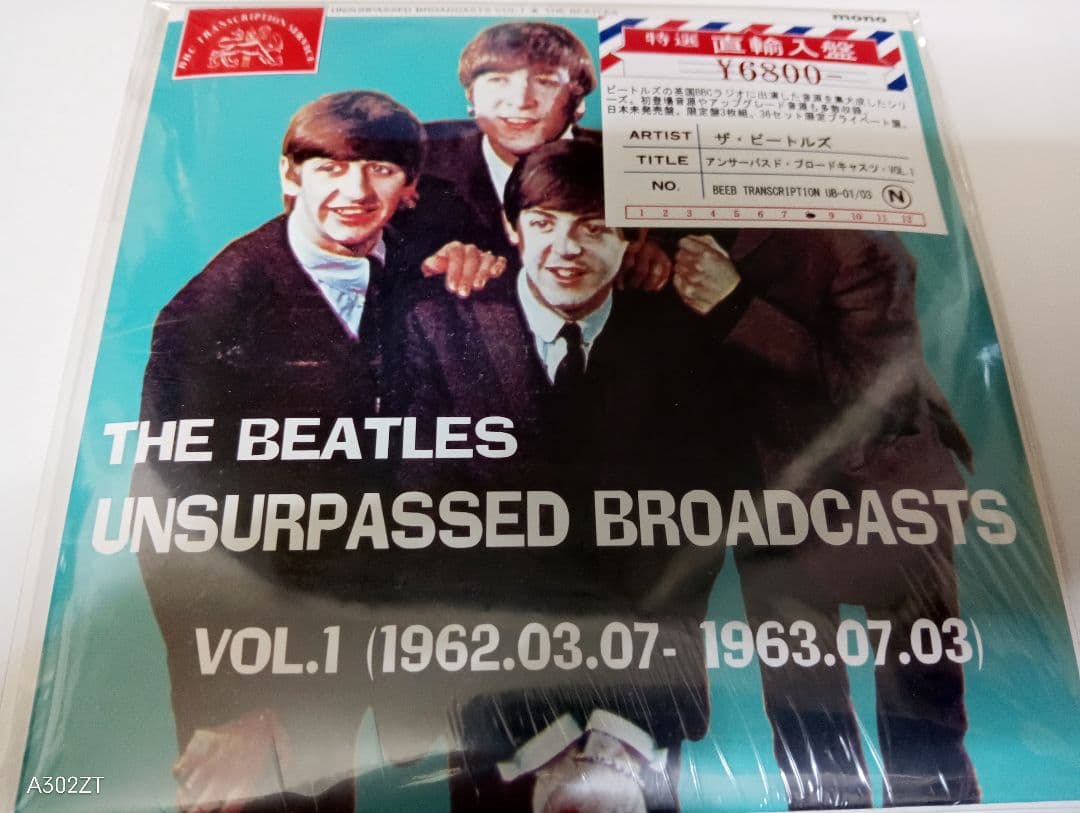 UNSURPASSED BROADCASTS VOL.1 ★ THE BEATLES
mono
BBC TRANSCRIPTION SERVICE
特選 直輸入盤
¥6800-
ビートルズの英国BBCラジオに出演した音源を集大成したシリ
ーズ。初登場音源やアップグレード音源も多数収録。
日本未発売盤。限定盤3枚組。36セット限定プライベート盤。
ARTIST ザ・ビートルズ
TITLE アンサーパスド・ブロードキャスツ・VOL.1
NO. BEEB TRANSCRIPTION UB-01/03 N
1 2 3 4 5 6 7 9 10 11 12
THE BEATLES
UNSURPASSED BROADCASTS
VOL.1 (1962.03.07- 1963.07.03)
A302ZT